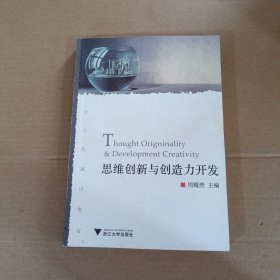 Thought Origninality
& Development Creativity
思维创新与创造力开发
周耀烈 主编
浙江大学出版社